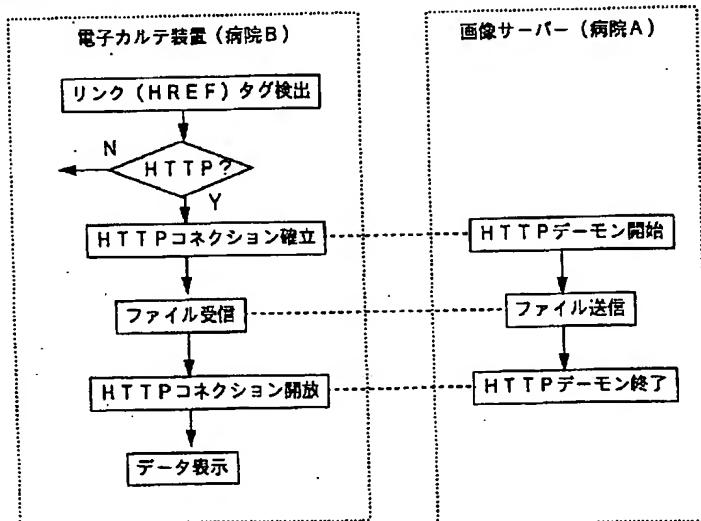 電子カルテ装置（病院B）
リンク（HREF）タグ検出
N
HTTP？
Y
HTTPコネクション確立
ファイル受信
HTTPコネクション開放
データ表示
画像サーバー（病院A）
HTTPデーモン開始
ファイル送信
HTTPデーモン終了